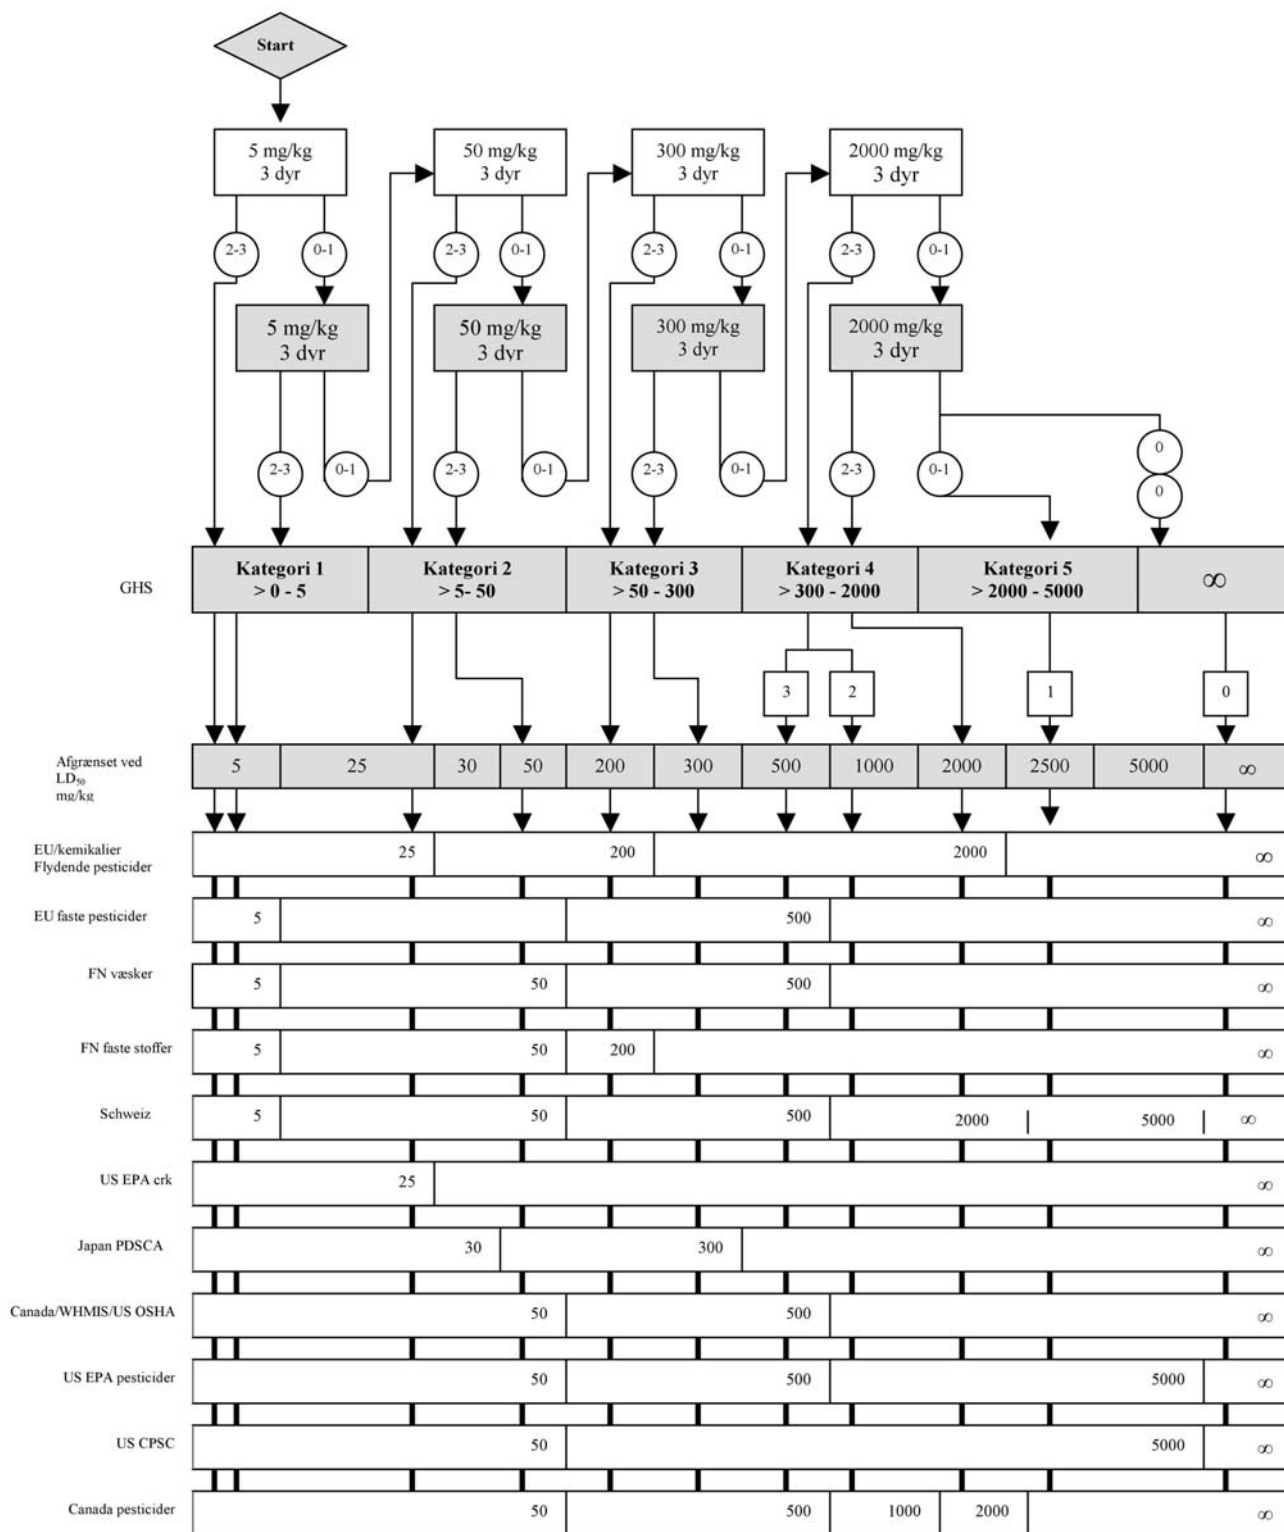 Start
5 mg/kg
3 dyr
50 mg/kg
3 dyr
300 mg/kg
3 dyr
2000 mg/kg
3 dyr
2-3
0-1
2-3
0-1
2-3
0-1
2-3
0-1
5 mg/kg
3 dyr
50 mg/kg
3 dyr
300 mg/kg
3 dyr
2000 mg/kg
3 dyr
2-3
0-1
2-3
0-1
2-3
0-1
2-3
0-1
0
0
GHS
Kategori 1
> 0 - 5
Kategori 2
> 5- 50
Kategori 3
> 50 - 300
Kategori 4
> 300 - 2000
Kategori 5
> 2000 - 5000
∞
3
2
1
0
Afgrænset ved
LD₅₀
mg/kg
5
25
30
50
200
300
500
1000
2000
2500
5000
∞
EU/kemikalier
Flydende pesticider
25
200
2000
∞
EU faste pesticider
5
500
∞
FN væsker
5
50
500
∞
FN faste stoffer
5
50
200
∞
Schweiz
5
50
500
2000
5000
∞
US EPA crk
25
∞
Japan PDSCA
30
300
∞
Canada/WHMIS/US OSHA
50
500
∞
US EPA pesticider
50
500
5000
∞
US CPSC
50
5000
∞
Canada pesticider
50
500
1000
2000
∞